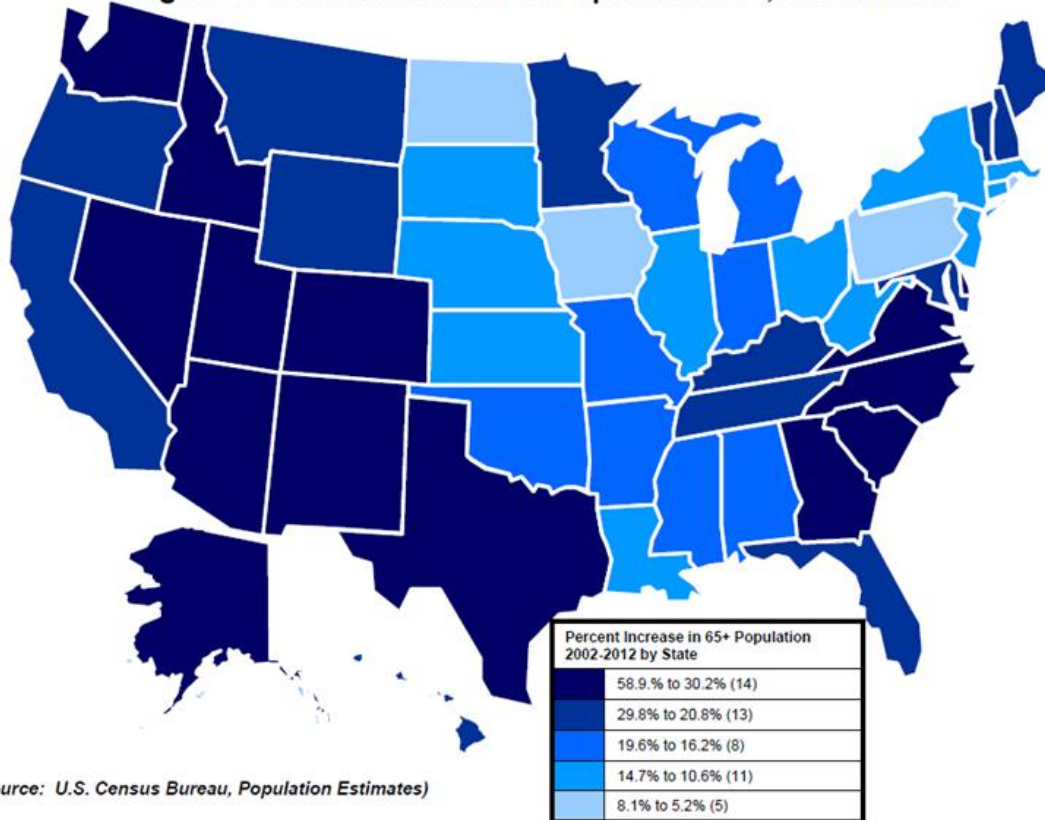 Percent Increase in 65+ Population
2002-2012 by State
58.9.% to 30.2% (14)
29.8% to 20.8% (13)
19.6% to 16.2% (8)
14.7% to 10.6% (11)
8.1% to 5.2% (5)
urce: U.S. Census Bureau, Population Estimates)